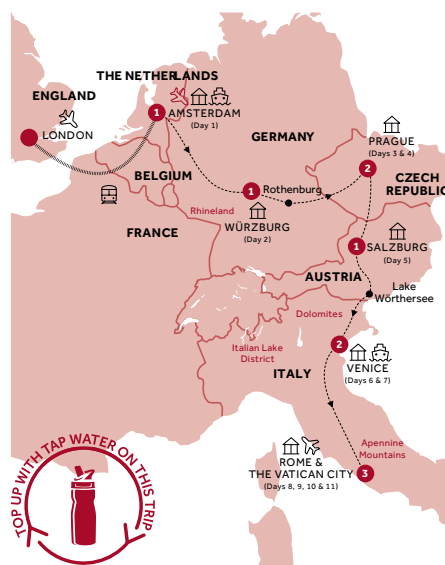 THE NETHERLANDS
ENGLAND
LONDON
1
AMSTERDAM
(Day 1)
GERMANY
PRAGUE
(Days 3 & 4)
2
CZECH
REPUBLIC
BELGIUM
1
Rothenburg
Rhineland
WÜRZBURG
(Day 2)
FRANCE
1
SALZBURG
(Day 5)
AUSTRIA
Lake
Wörthersee
Dolomites
Italian Lake
District
2
VENICE
(Days 6 & 7)
ITALY
Apennine
Mountains
ROME &
THE VATICAN CITY
(Days 8, 9, 10 & 11)
3
TOP UP WITH TAP WATER ON THIS TRIP